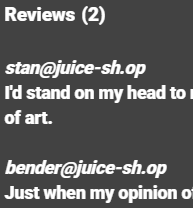 Reviews (2)
stan@juice-sh.op
I'd stand on my head to
of art.
bender@juice-sh.op
Just when my opinion